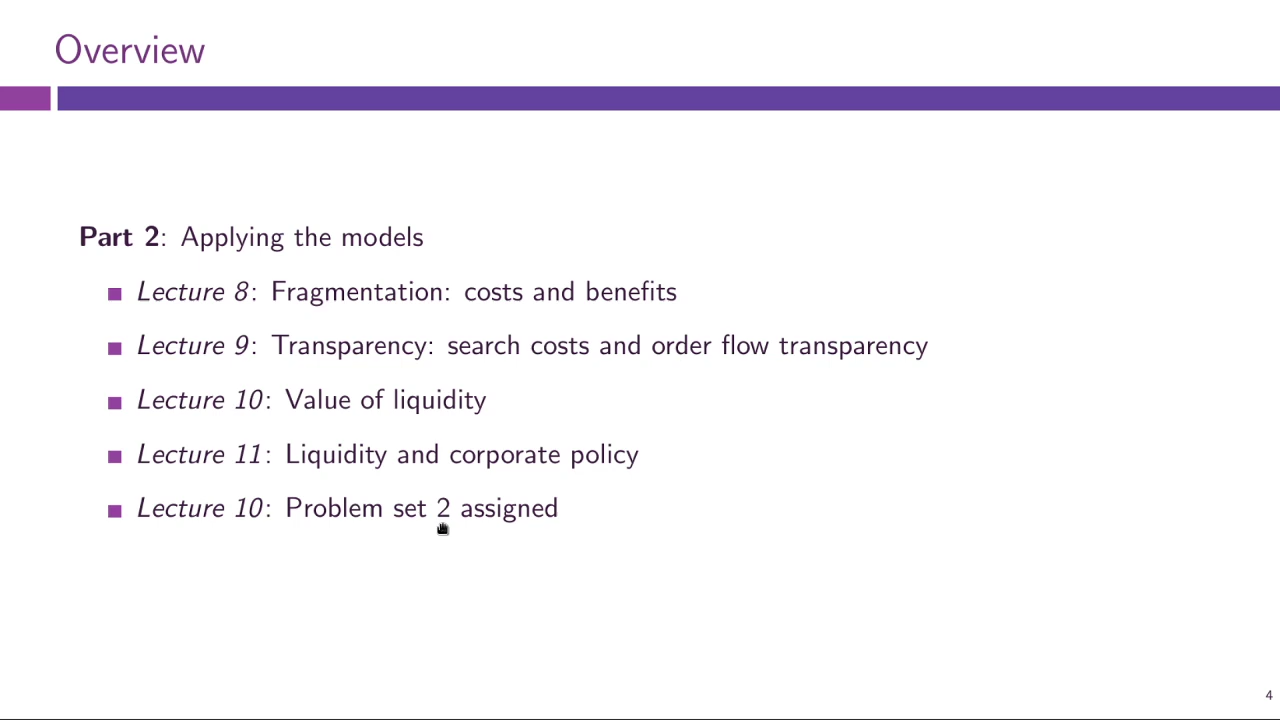 Overview
Part 2: Applying the models
Lecture 8: Fragmentation: costs and benefits
Lecture 9: Transparency: search costs and order flow transparency
Lecture 10: Value of liquidity
Lecture 11: Liquidity and corporate policy
Lecture 10: Problem set 2 assigned
4